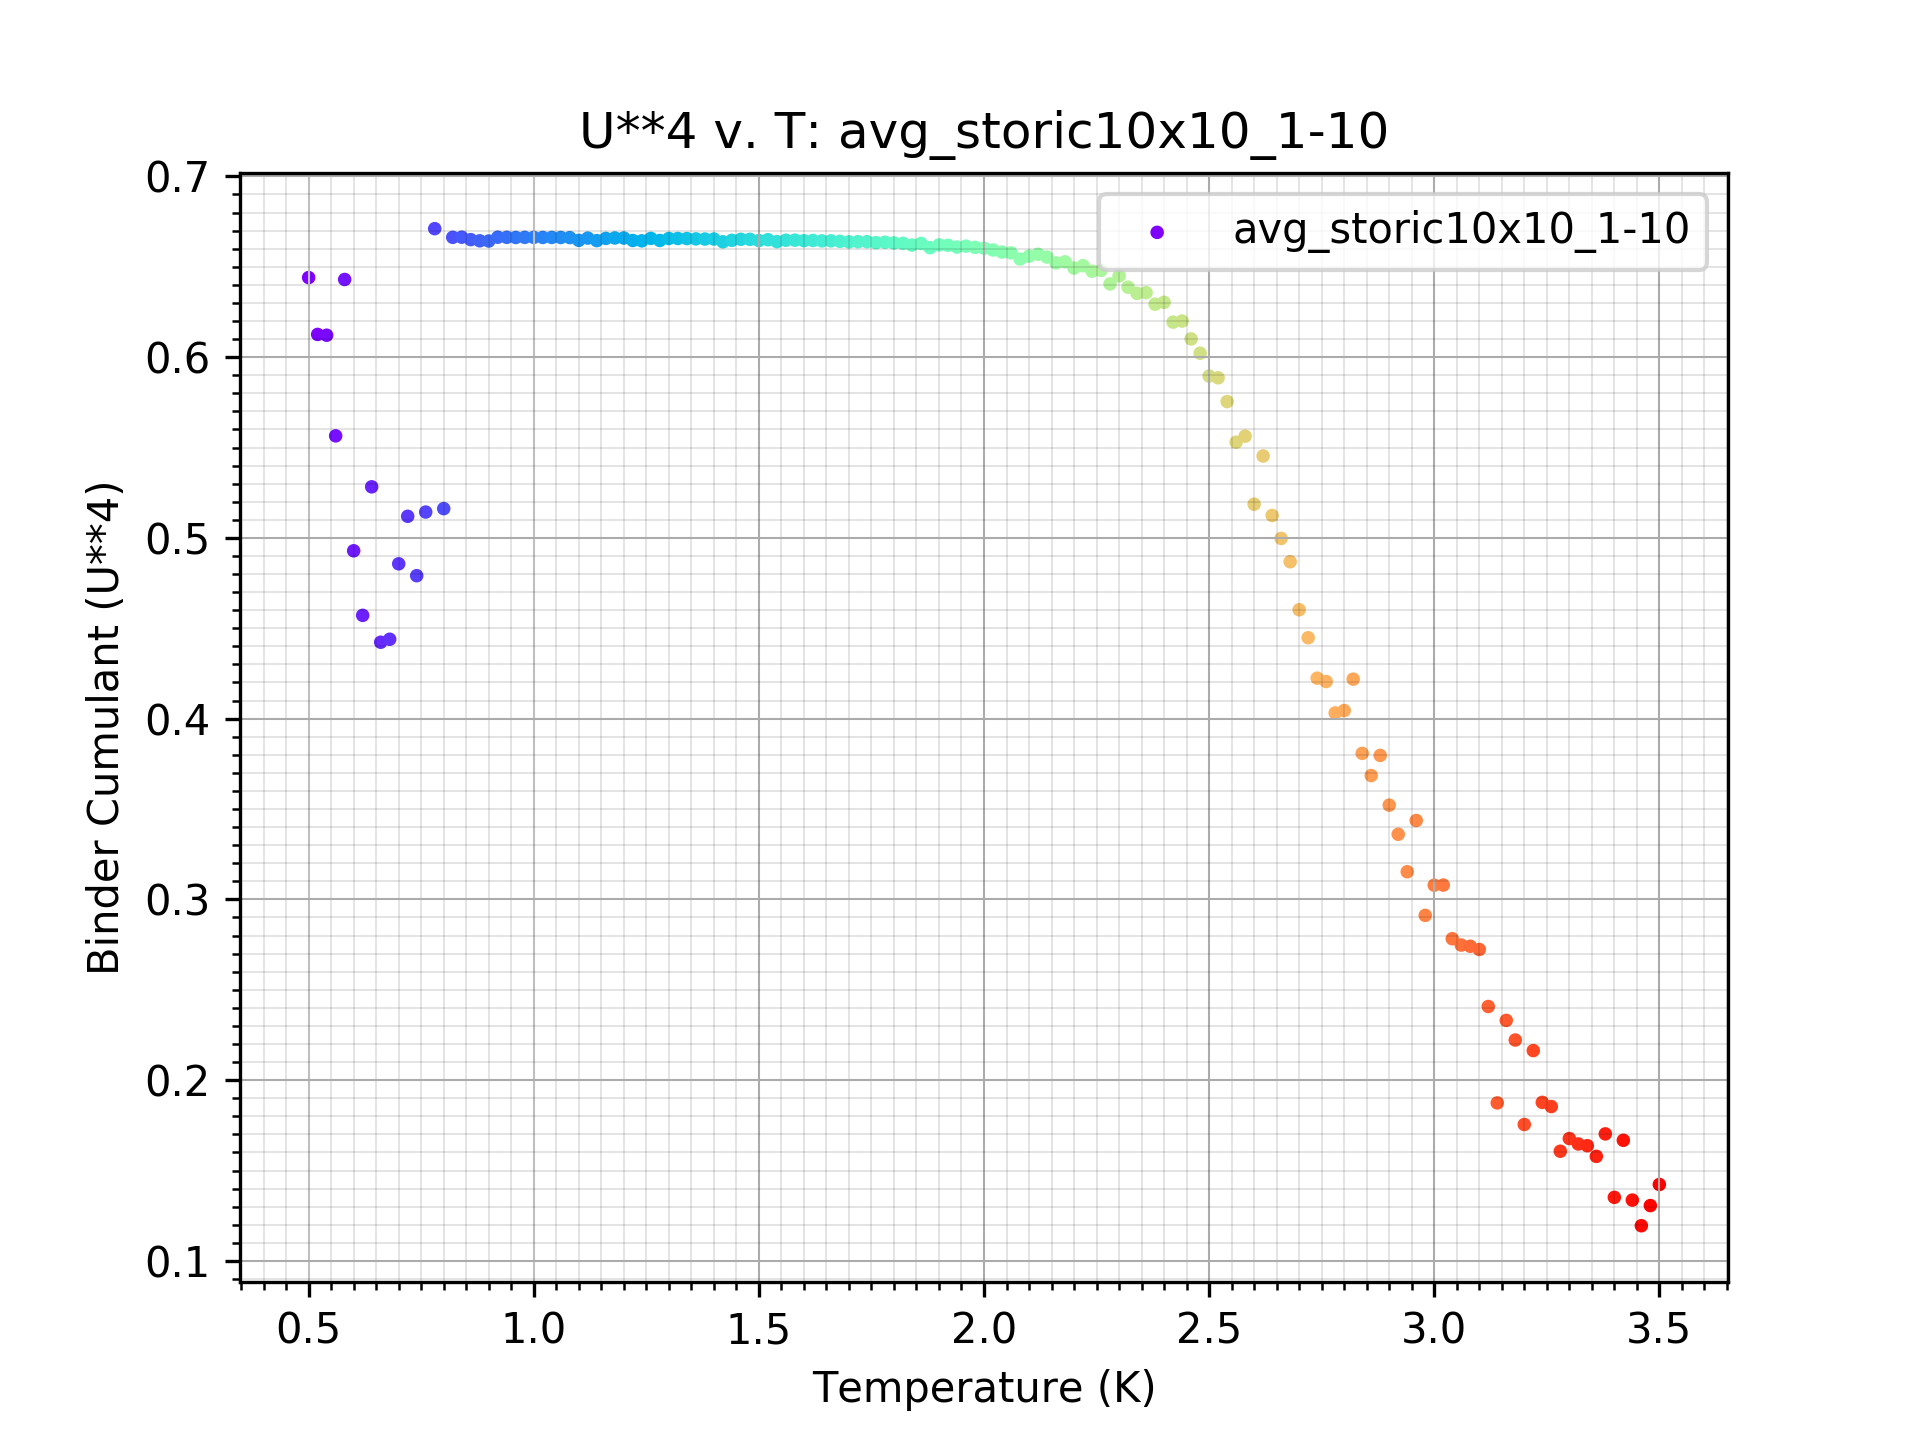 U**4 v. T: avg_storic10x10_1-10
avg_storic10x10_1-10
Binder Cumulant (U**4)
0.7
0.6
0.5
0.4
0.3
0.2
0.1
0.5 1.0 1.5 2.0 2.5 3.0 3.5
Temperature (K)